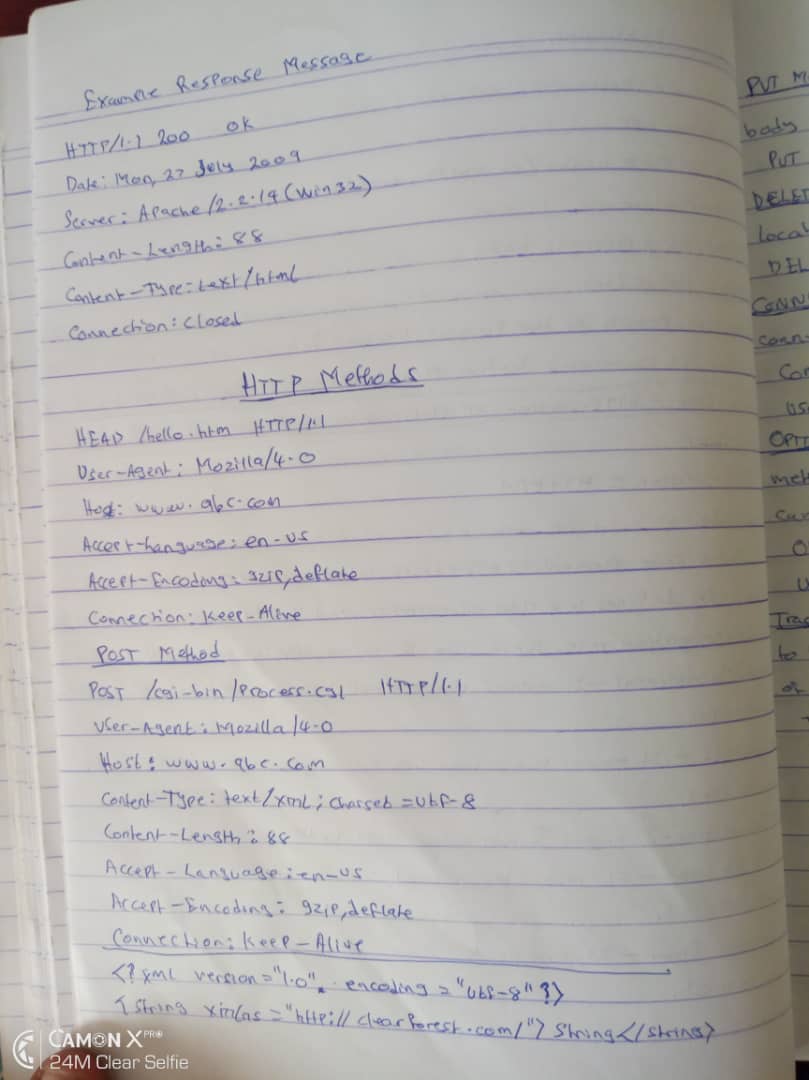 Example Response Message
HTTP/1.1 200 OK
Date: Mon, 27 July 2009
Server: Apache/2.2.14 (Win32)
Content-Length: 88
Content-Type: text/html
Connection: Closed
HTTP Methods
HEAD /hello.htm HTTP/1.1
User-Agent: Mozilla/4.0
Host: www.abc.com
Accept-Language: en-us
Accept-Encoding: gzip, deflate
Connection: Keep-Alive
POST Method
POST /cgi-bin/Process.cgi HTTP/1.1
User-Agent: Mozilla/4.0
Host: www.abc.com
Content-Type: text/xml; charset=utf-8
Content-Length: 88
Accept-Language: en-us
Accept-Encoding: gzip, deflate
Connection: Keep-Alive
<?xml version="1.0" encoding="utf-8"?>
<string xmlns="http://clearforest.com/"> String</string>
PUT M
body
PUT
DELET
local
DEL
CONN
conn
Con
US
OPTI
met
O
U
Trac
to
of
CAMON X PRO
24M Clear Selfie